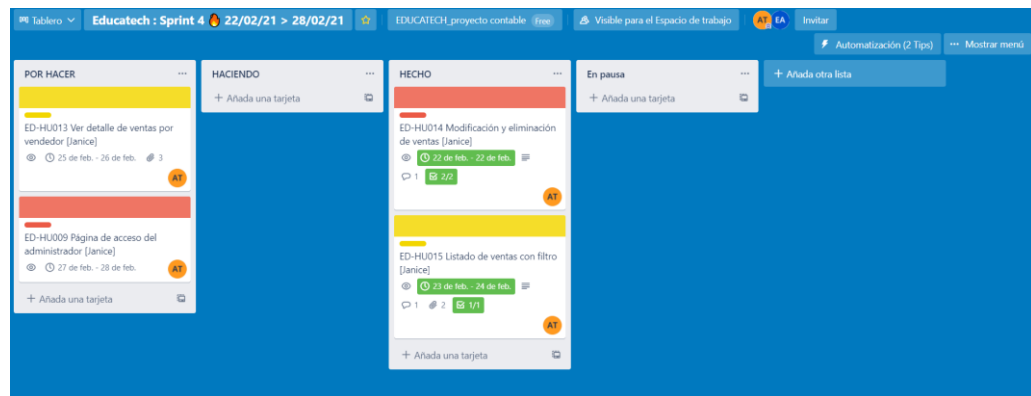 Tablero
Educatech : Sprint 4 🔥 22/02/21 > 28/02/21
EDUCATECH_proyecto contable Free
Visible para el Espacio de trabajo
AT EA
Invitar
Automatización (2 Tips)
... Mostrar menú
POR HACER ...
ED-HU013 Ver detalle de ventas por
vendedor [Janice]
25 de feb. - 26 de feb. 3
AT
ED-HU009 Página de acceso del
administrador [Janice]
27 de feb. - 28 de feb.
AT
+ Añada una tarjeta
HACIENDO ...
+ Añada una tarjeta
HECHO ...
ED-HU014 Modificación y eliminación
de ventas [Janice]
22 de feb. - 22 de feb.
1 2/2
AT
ED-HU015 Listado de ventas con filtro
[Janice]
23 de feb. - 24 de feb.
1 2 1/1
AT
+ Añada una tarjeta
En pausa ...
+ Añada una tarjeta
+ Añada otra lista